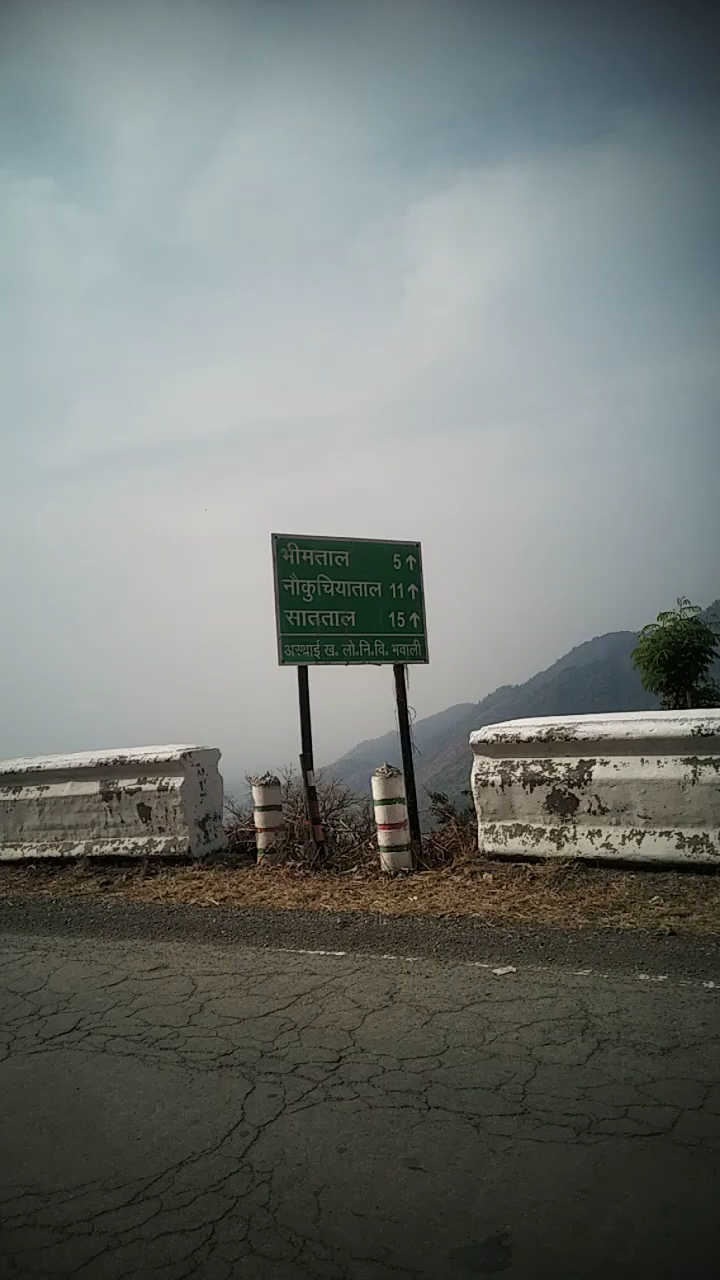 भीमताल 5↑
नौकुचियाताल 11↑
सातताल 15↑
अस्थाई ख. लो.नि.वि. भवाली